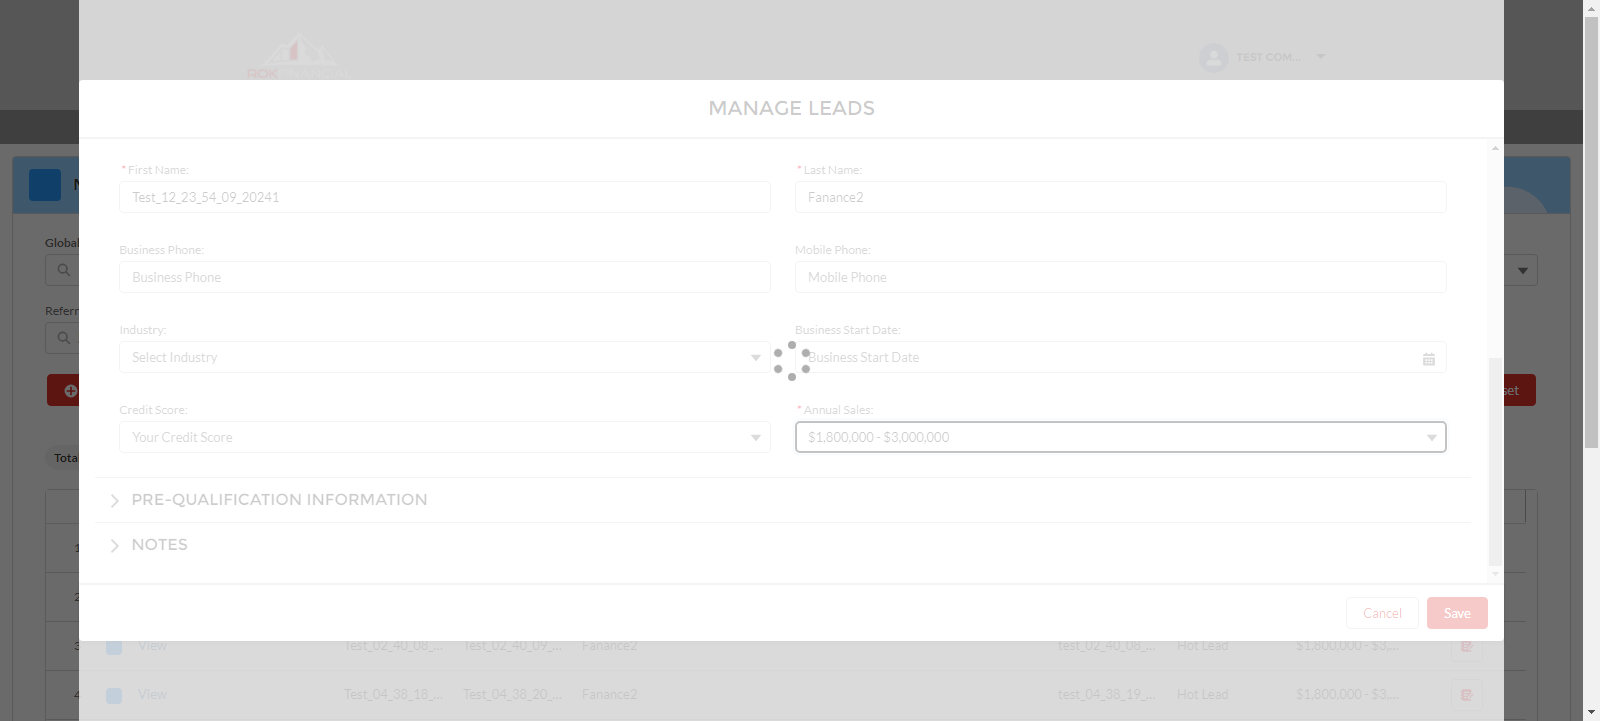 ROK
TEST COM...
MANAGE LEADS
* First Name:
* Last Name:
Test_12_23_54_09_20241
Fanance2
Global
Business Phone:
Mobile Phone:
Business Phone
Mobile Phone
Referr
Industry:
Business Start Date:
Select Industry
Business Start Date
set
Credit Score:
* Annual Sales:
Your Credit Score
$1,800,000 - $3,000,000
Tota
PRE-QUALIFICATION INFORMATION
NOTES
1
2
Cancel
Save
3
View
Test_02_40_08_...
Test_02_40_09_...
Fanance2
test_02_40_08_...
Hot Lead
$1,800,000 - $3,...
4
View
Test_04_38_18_...
Test_04_38_20_...
Fanance2
test_04_38_19_...
Hot Lead
$1,800,000 - $3,...